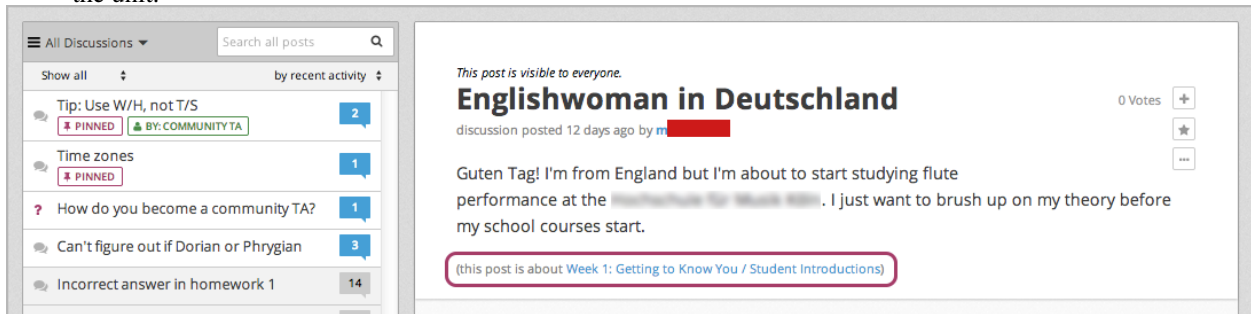 the unit.
All Discussions
Search all posts
Show all
by recent activity
Tip: Use W/H, not T/S
2
PINNED
BY: COMMUNITY TA
Time zones
1
PINNED
? How do you become a community TA?
1
Can't figure out if Dorian or Phrygian
3
Incorrect answer in homework 1
14
This post is visible to everyone.
Englishwoman in Deutschland
0 Votes +
discussion posted 12 days ago by m
Guten Tag! I'm from England but I'm about to start studying flute
performance at the . I just want to brush up on my theory before
my school courses start.
(this post is about Week 1: Getting to Know You / Student Introductions)